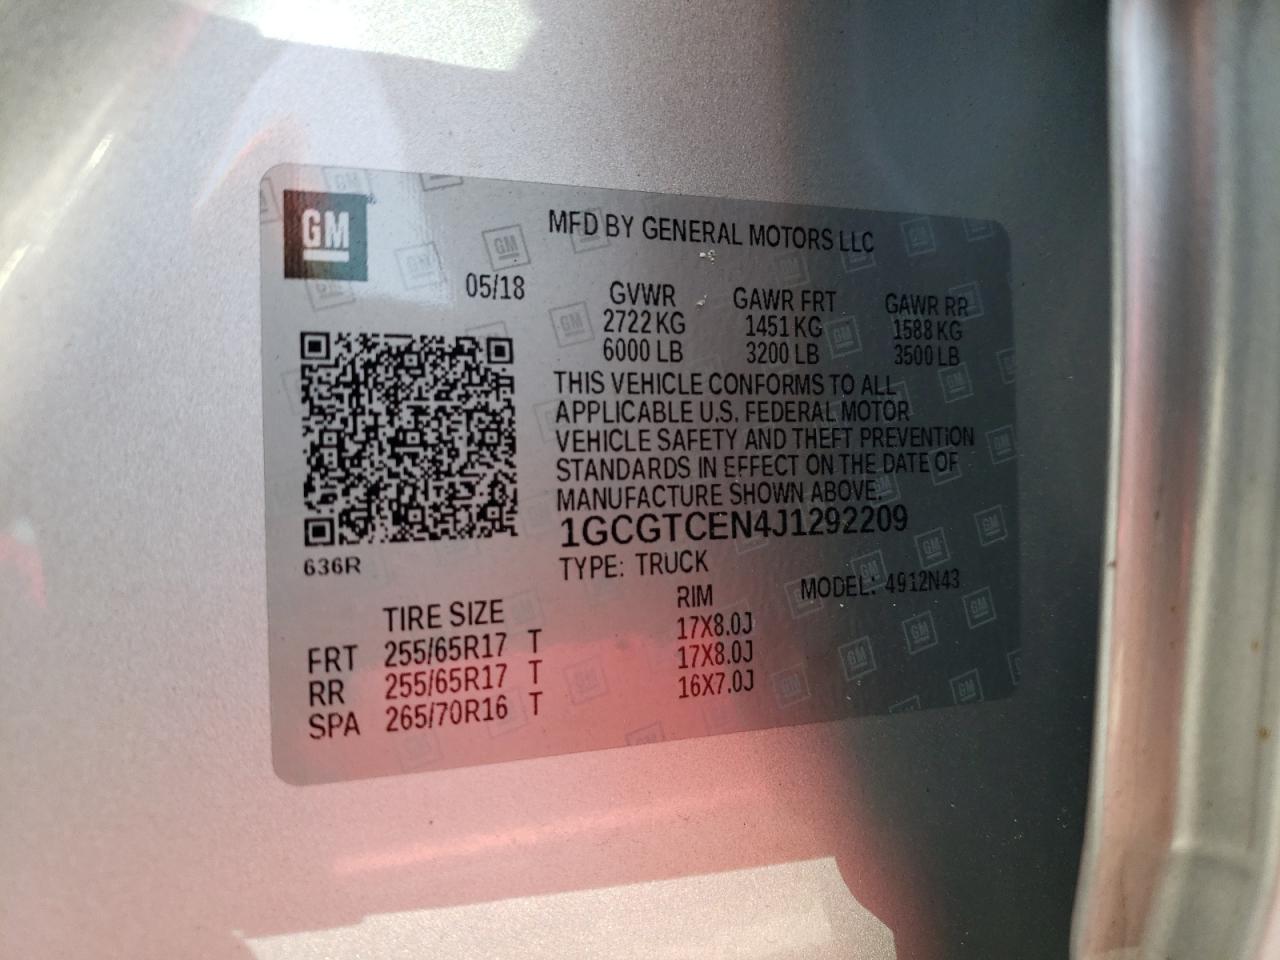 GM
MFD BY GENERAL MOTORS LLC
05/18
GVWR GAWR FRT GAWR RR
2722 KG 1451 KG 1588 KG
6000 LB 3200 LB 3500 LB
THIS VEHICLE CONFORMS TO ALL
APPLICABLE U.S. FEDERAL MOTOR
VEHICLE SAFETY AND THEFT PREVENTION
STANDARDS IN EFFECT ON THE DATE OF
MANUFACTURE SHOWN ABOVE.
1GCGTCEN4J1292209
636R
TYPE: TRUCK MODEL: 4912N43
TIRE SIZE RIM
FRT 255/65R17 T 17X8.0J
RR 255/65R17 T 17X8.0J
SPA 265/70R16 T 16X7.0J